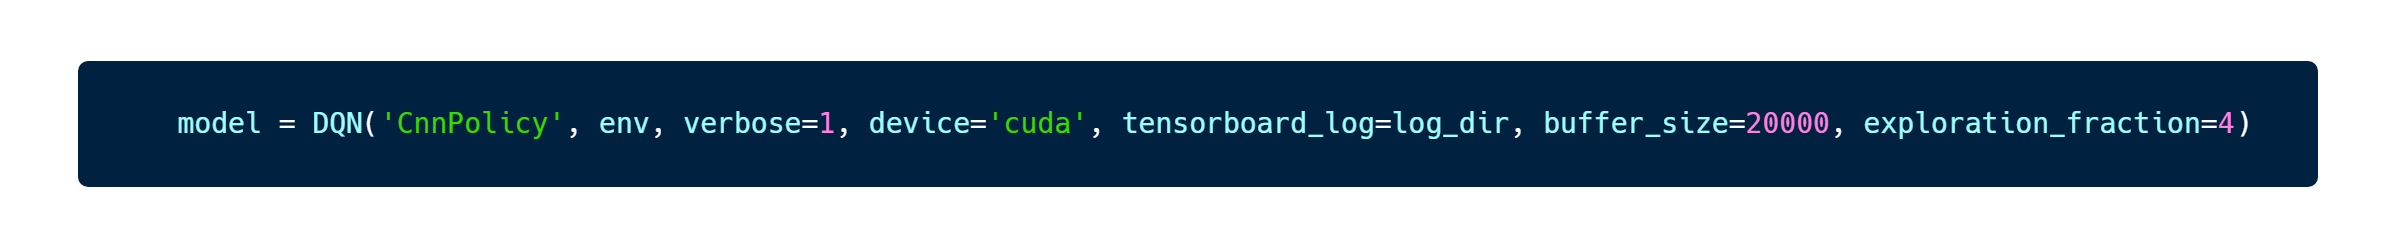 model = DQN('CnnPolicy', env, verbose=1, device='cuda', tensorboard_log=log_dir, buffer_size=20000, exploration_fraction=4)